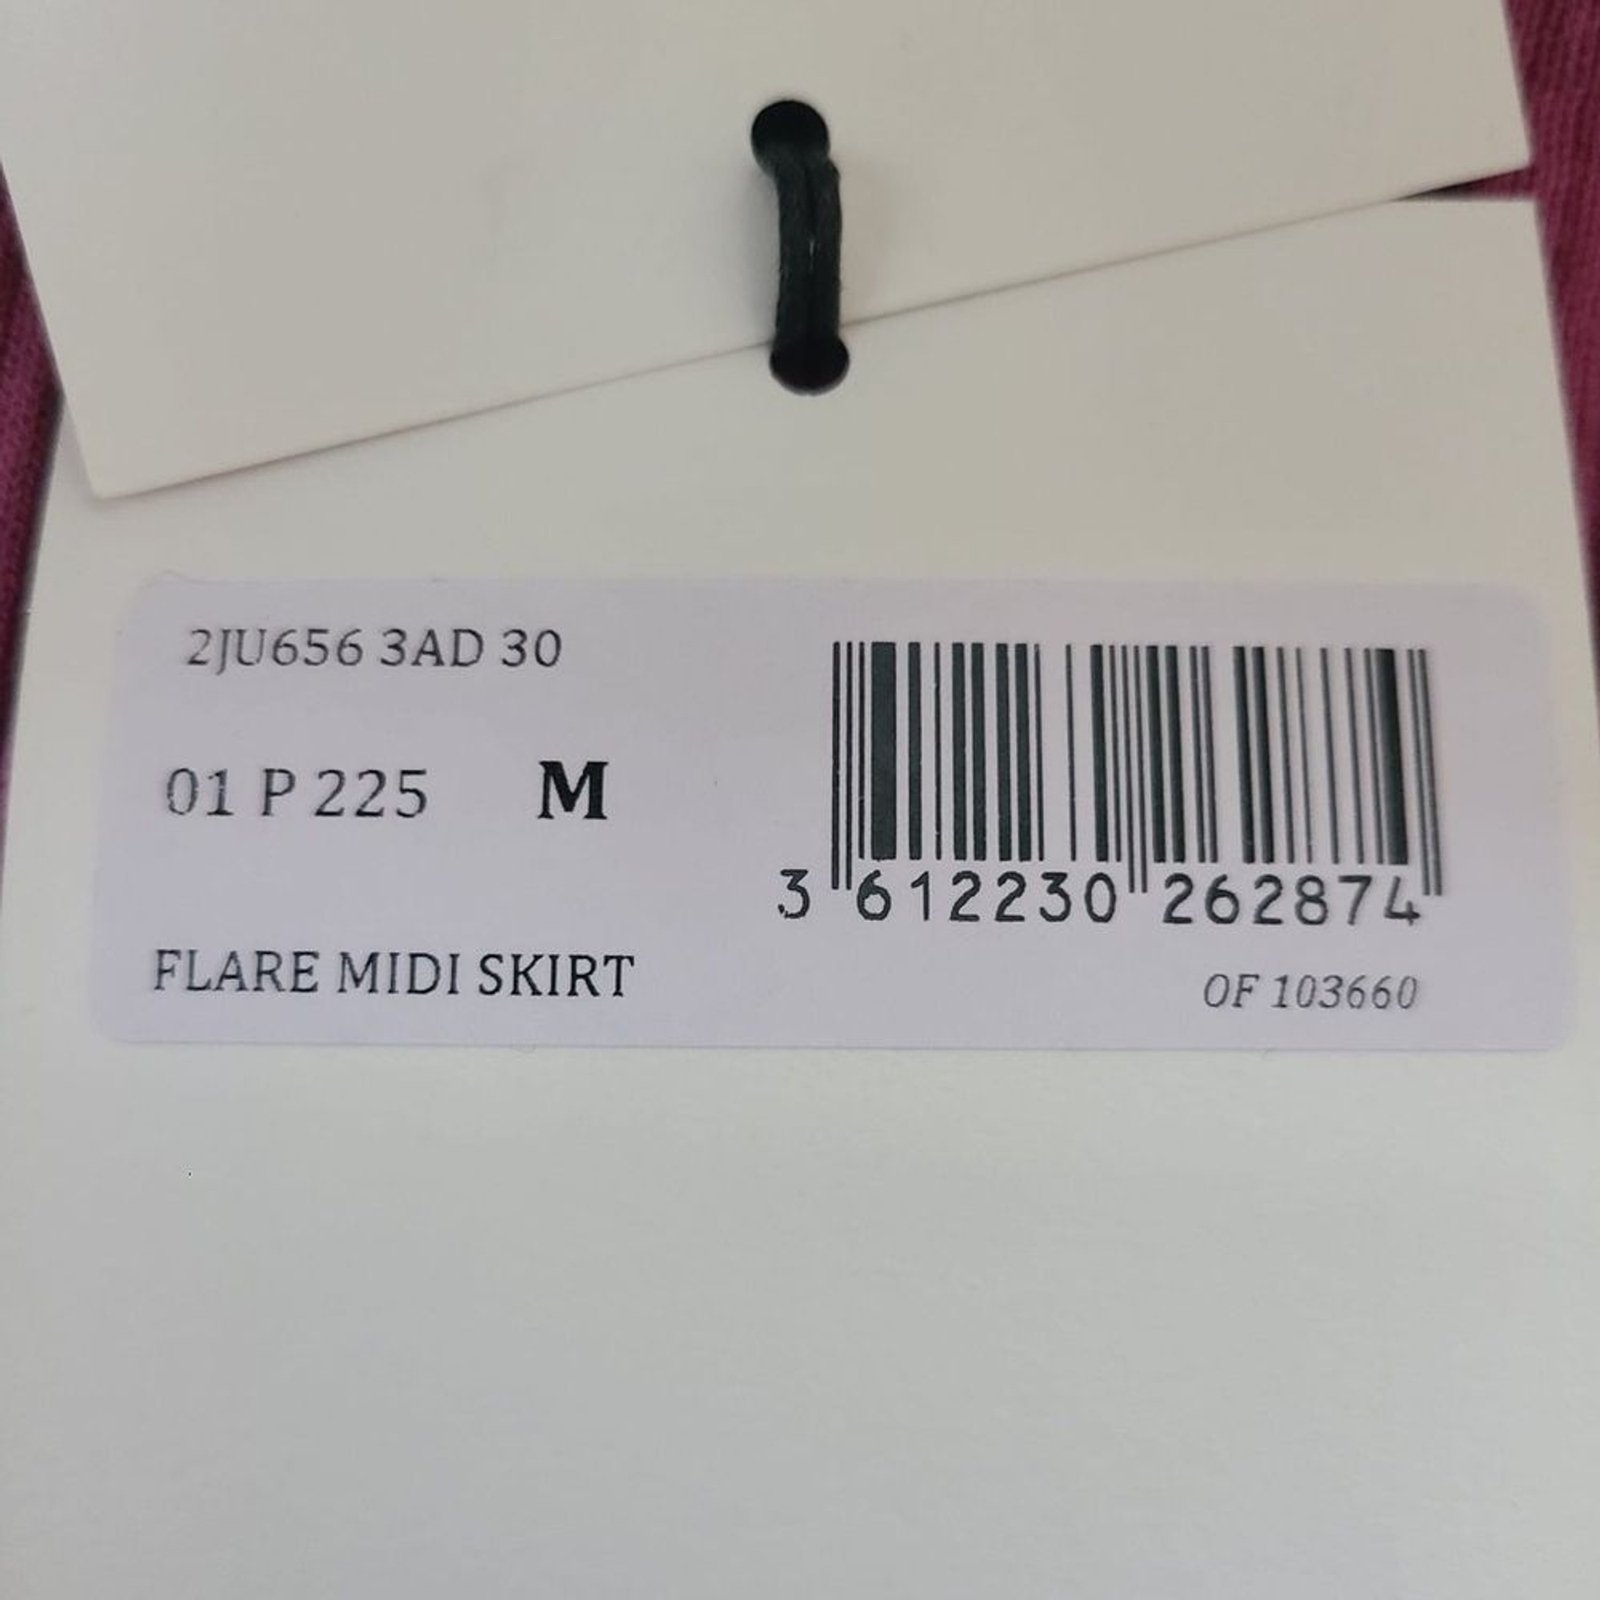 2JU656 3AD 30
01 P 225 M
3 612230 262874
FLARE MIDI SKIRT
OF 103660